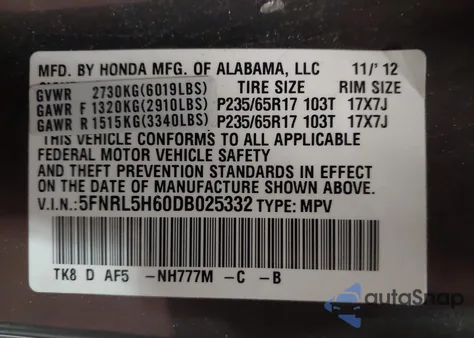 MFD. BY HONDA MFG. OF ALABAMA, LLC 11/'12
GVWR 2730KG(6019LBS) TIRE SIZE RIM SIZE
GAWR F 1320KG(2910LBS) P235/65R17 103T 17X7J
GAWR R 1515KG(3340LBS) P235/65R17 103T 17X7J
THIS VEHICLE CONFORMS TO ALL APPLICABLE
FEDERAL MOTOR VEHICLE SAFETY
AND THEFT PREVENTION STANDARDS IN EFFECT
ON THE DATE OF MANUFACTURE SHOWN ABOVE.
V.I.N.:5FNRL5H60DB025332 TYPE: MPV
TK8 D AF5 -NH777M -C -B
autoSnap